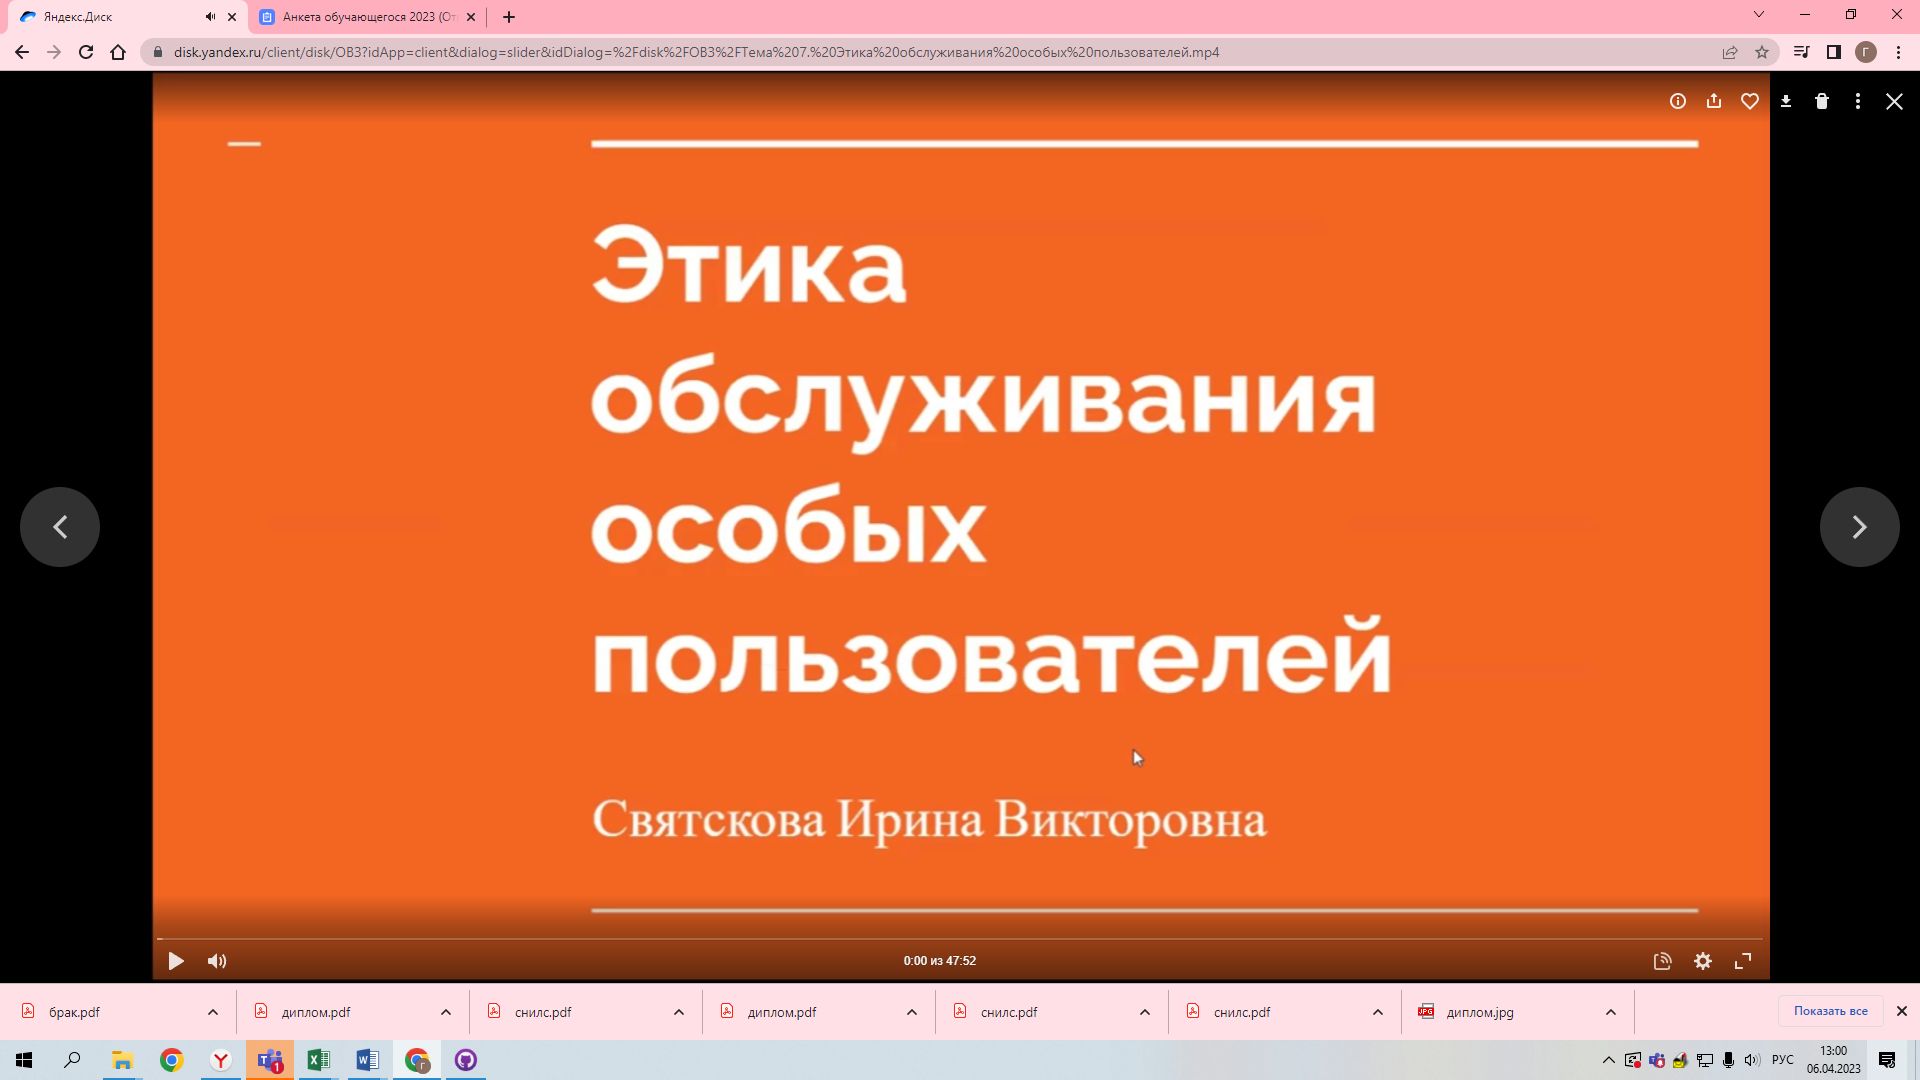 Яндекс.Диск
Анкета обучающегося 2023 (От
disk.yandex.ru/client/disk/ОВЗ?idApp=client&dialog=slider&idDialog=%2Fdisk%2FОВЗ%2FТема%207.%20Этика%20обслуживания%20особых%20пользователей.mp4
Г
Этика
обслуживания
особых
пользователей
Святскова Ирина Викторовна
0:00 из 47:52
брак.pdf
диплом.pdf
снилс.pdf
диплом.pdf
снилс.pdf
снилс.pdf
диплом.jpg
Показать все
РУС
13:00
06.04.2023